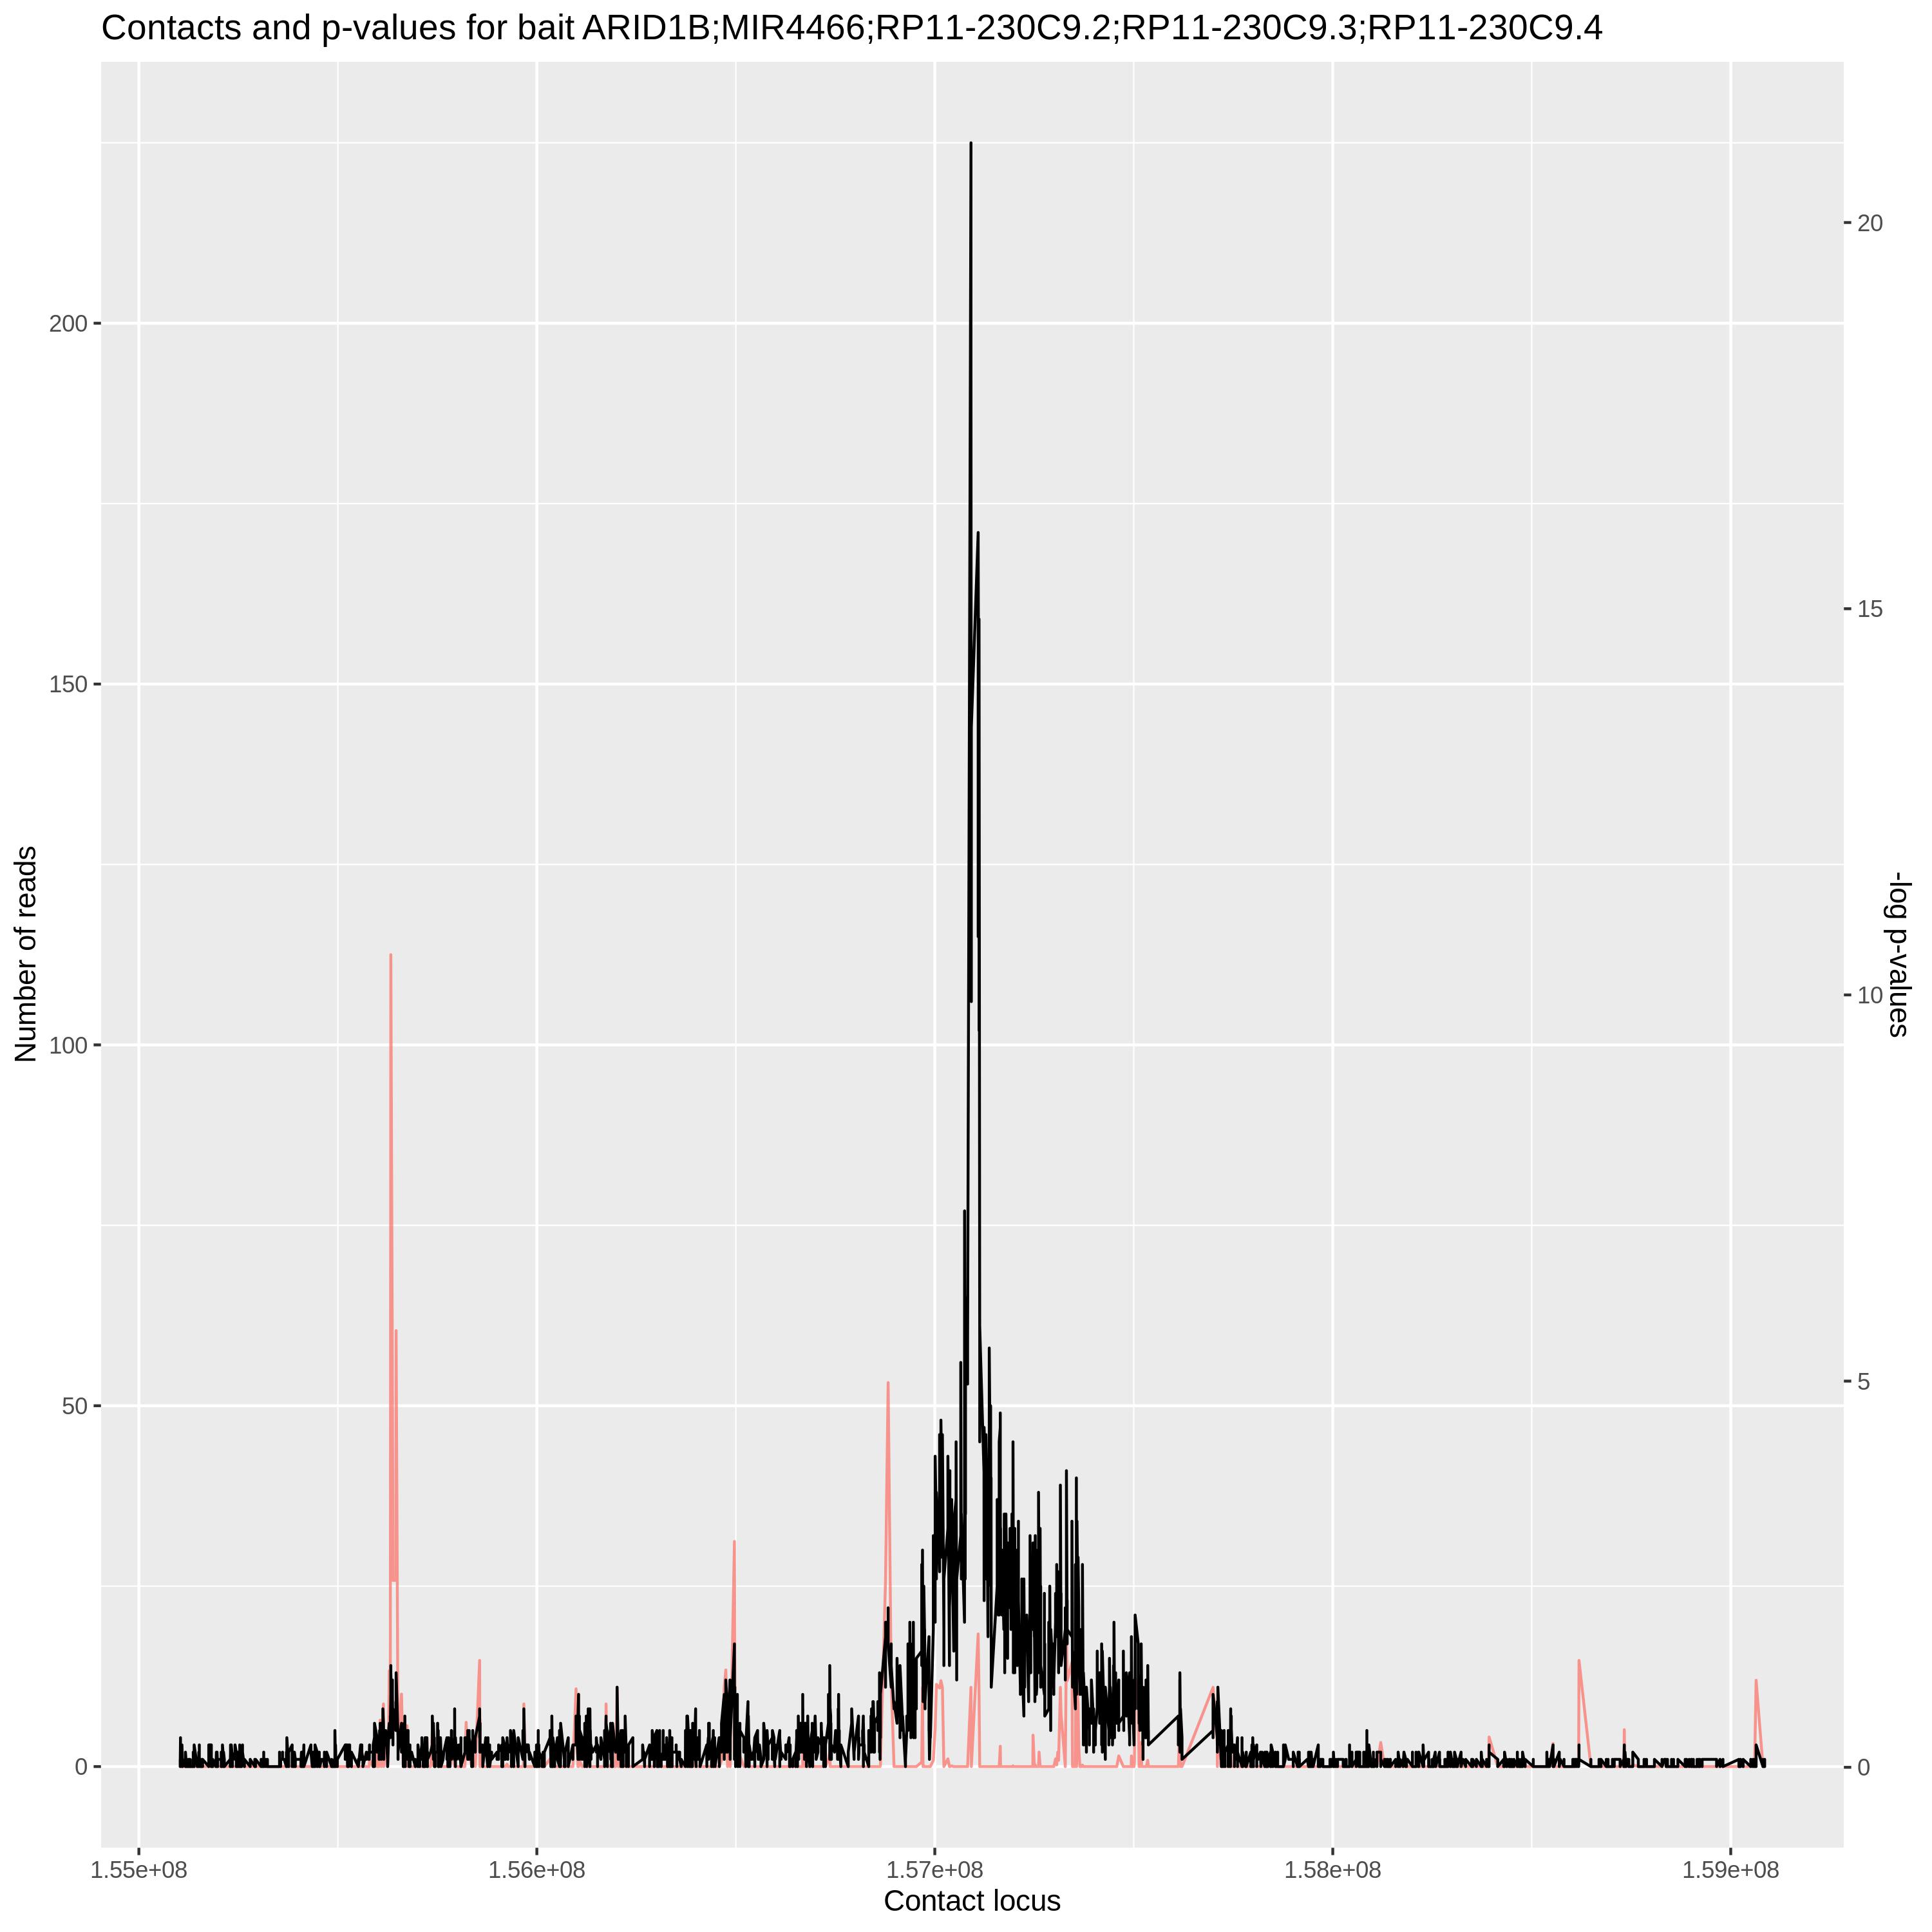 Contacts and p-values for bait ARID1B;MIR4466;RP11-230C9.2;RP11-230C9.3;RP11-230C9.4
Number of reads
200
150
100
50
0
20
15
10
5
0
-log p-values
1.55e+08 1.56e+08 1.57e+08 1.58e+08 1.59e+08
Contact locus